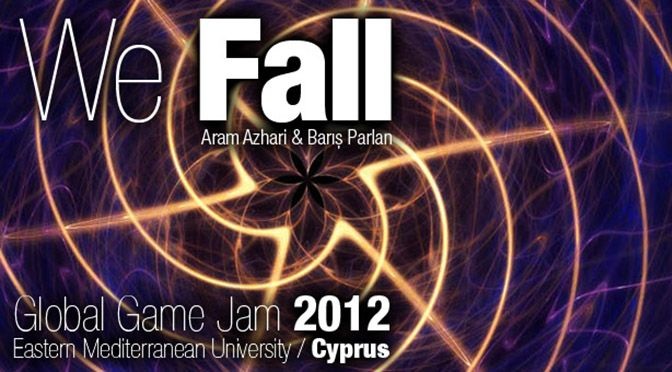 We Fall
Aram Azhari & Barış Parlan
Global Game Jam 2012
Eastern Mediterranean University / Cyprus